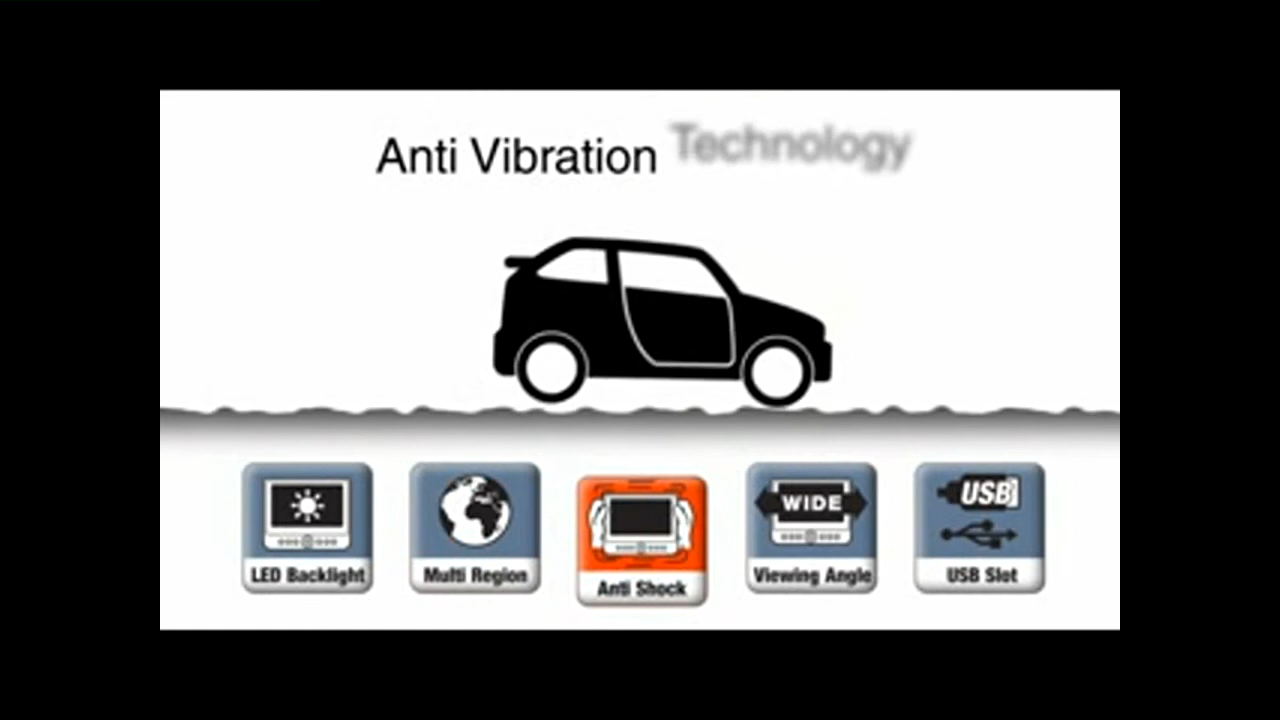 Anti Vibration Technology
WIDE
USB
LED Backlight
Multi Region
Anti Shock
Viewing Angle
USB Slot